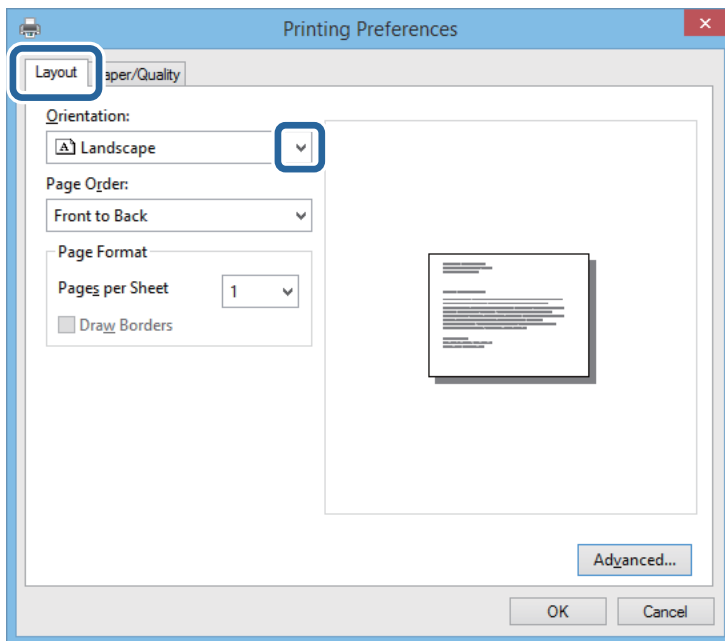 Printing Preferences
Layout
aper/Quality
Orientation:
A Landscape
Page Order:
Front to Back
Page Format
Pages per Sheet 1
Draw Borders
Advanced...
OK Cancel